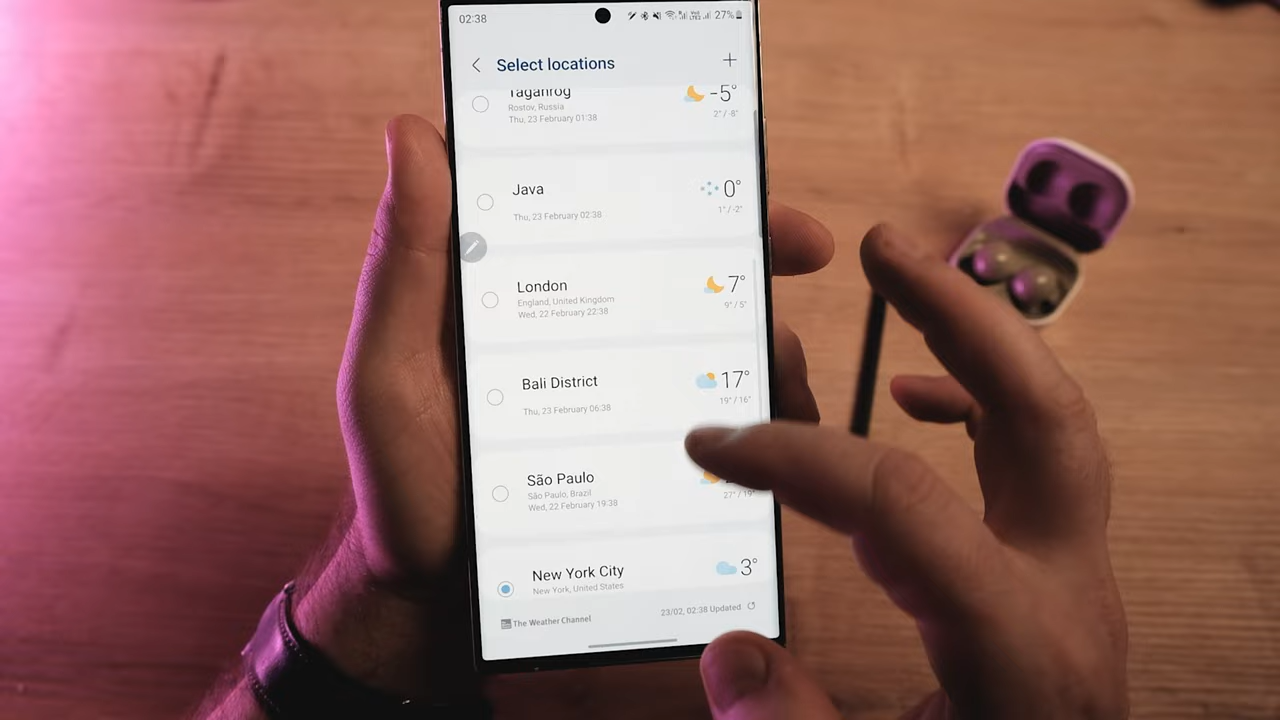 02:38
27%
Select locations
Taganrog
-5°
Rostov, Russia
Thu, 23 February 01:38
2°/-8°
Java
0°
Thu, 23 February 02:38
1°/-2°
London
7°
England, United Kingdom
Wed, 22 February 22:38
9°/5°
Bali District
17°
Thu, 23 February 06:38
19°/16°
São Paulo
São Paulo, Brazil
Wed, 22 February 19:38
27°/19°
New York City
3°
New York, United States
The Weather Channel
23/02, 02:38 Updated